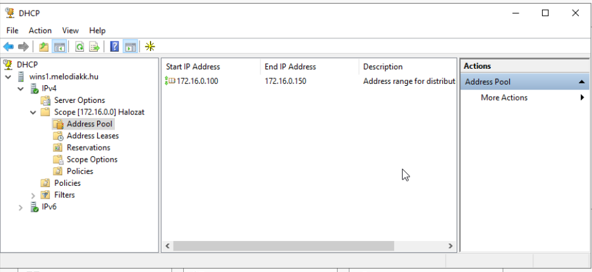 DHCP
File Action View Help
DHCP
wins1.melodiakk.hu
IPv4
Server Options
Scope [172.16.0.0] Halozat
Address Pool
Address Leases
Reservations
Scope Options
Policies
Policies
Filters
IPv6
Start IP Address End IP Address Description
172.16.0.100 172.16.0.150 Address range for distribut
Actions
Address Pool
More Actions